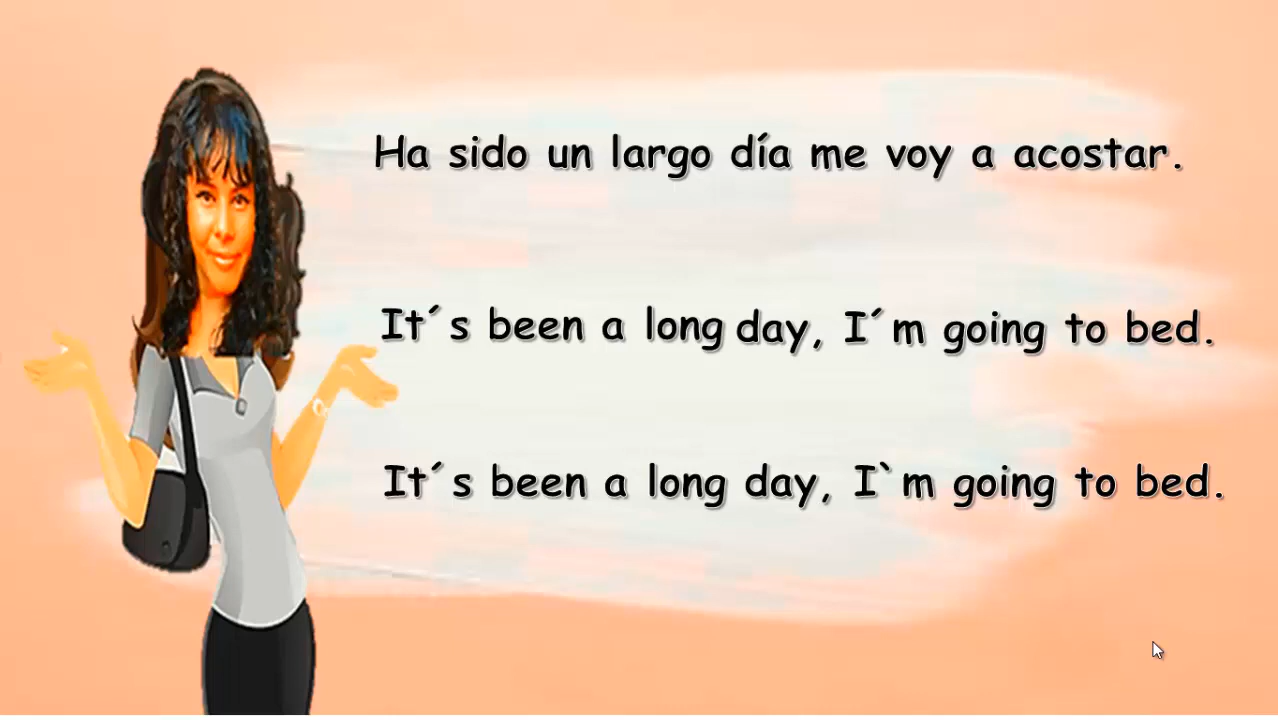 Ha sido un largo día me voy a acostar.
It´s been a long day, I´m going to bed.
It´s been a long day, I`m going to bed.